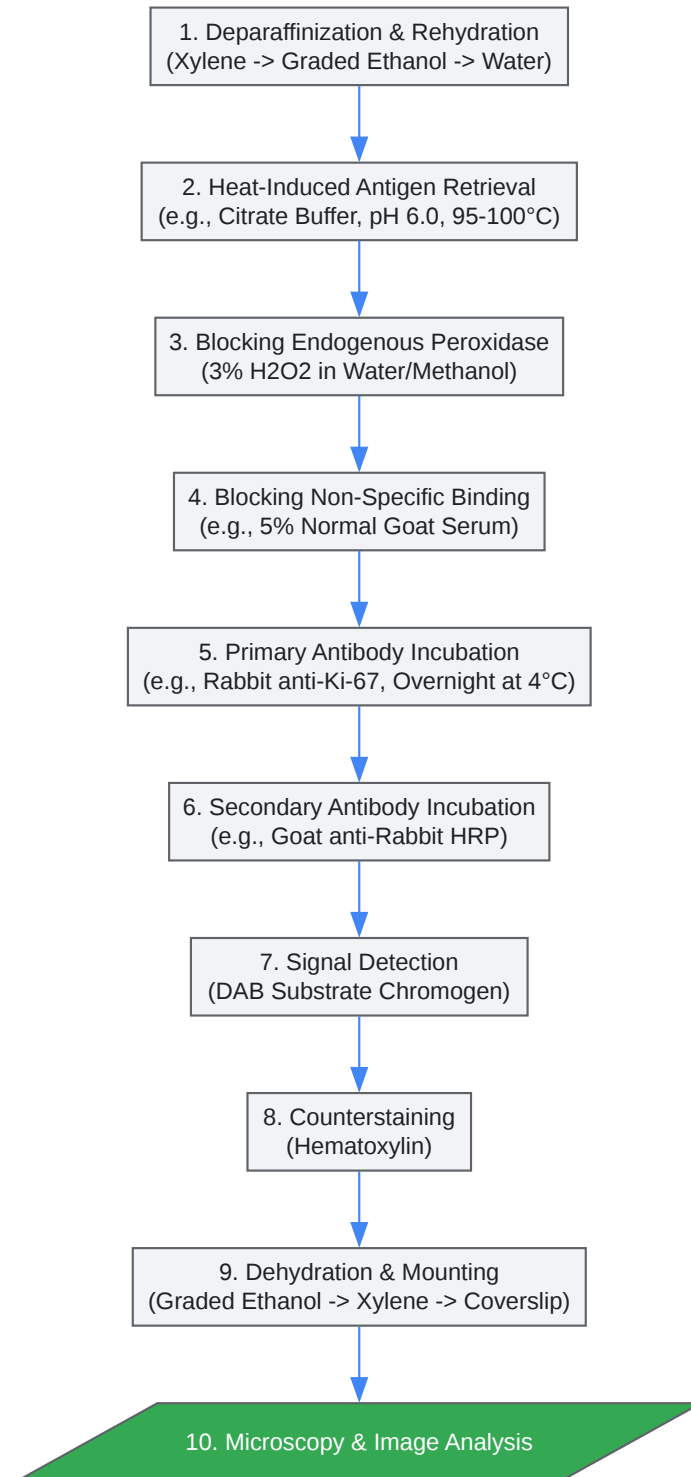 1. Deparaffinization & Rehydration
(Xylene -> Graded Ethanol -> Water)
2. Heat-Induced Antigen Retrieval
(e.g., Citrate Buffer, pH 6.0, 95-100°C)
3. Blocking Endogenous Peroxidase
(3% H2O2 in Water/Methanol)
4. Blocking Non-Specific Binding
(e.g., 5% Normal Goat Serum)
5. Primary Antibody Incubation
(e.g., Rabbit anti-Ki-67, Overnight at 4°C)
6. Secondary Antibody Incubation
(e.g., Goat anti-Rabbit HRP)
7. Signal Detection
(DAB Substrate Chromogen)
8. Counterstaining
(Hematoxylin)
9. Dehydration & Mounting
(Graded Ethanol -> Xylene -> Coverslip)
10. Microscopy & Image Analysis